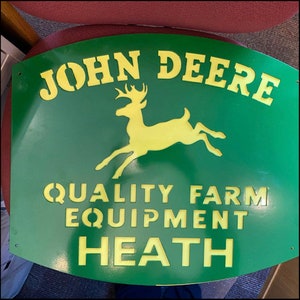 JOHN DEERE
QUALITY FARM
EQUIPMENT
HEATH